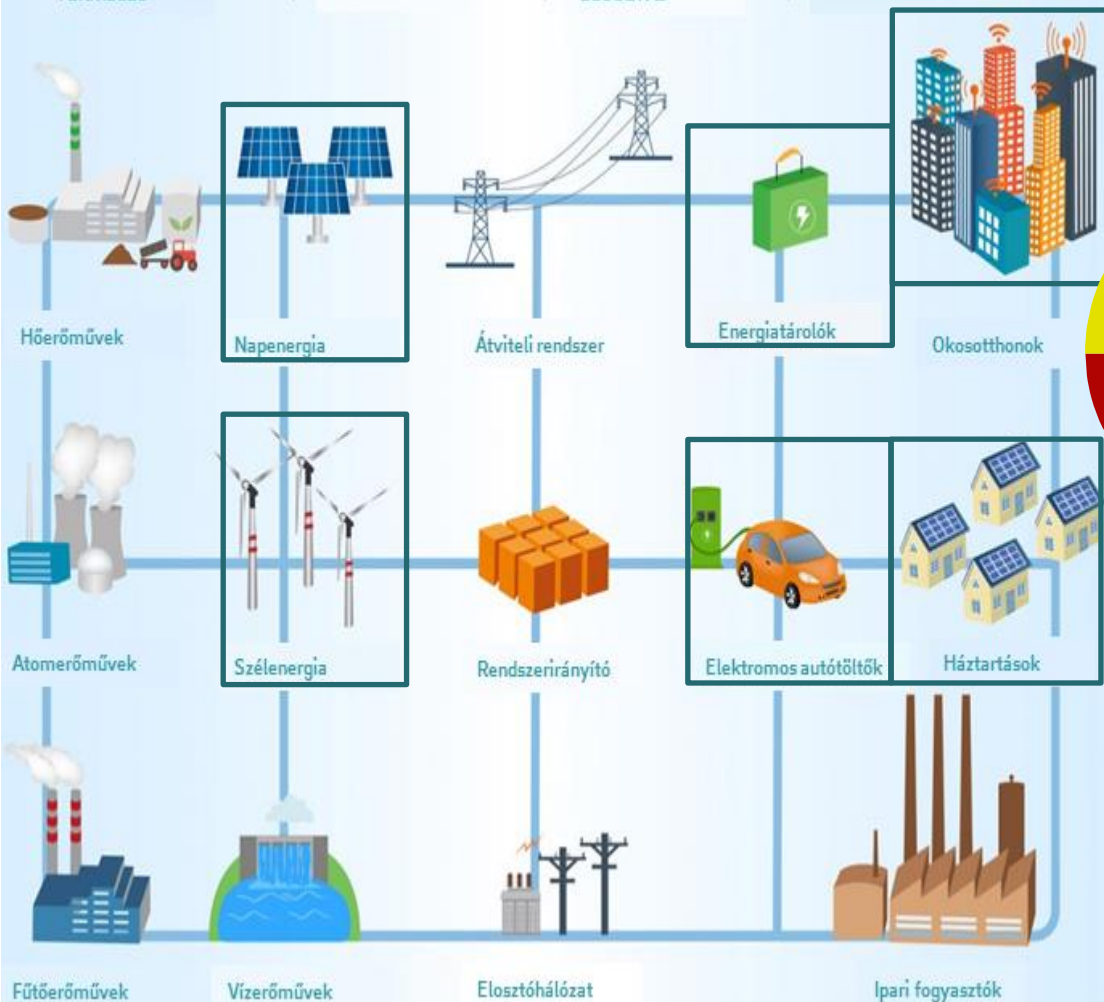 Hőerőművek
Napenergia
Átviteli rendszer
Energiatárolók
Okosotthonok
Atomerőművek
Szélenergia
Rendszerirányító
Elektromos autótöltők
Háztartások
Fűtőerőművek
Vízerőművek
Elosztóhálózat
Ipari fogyasztók